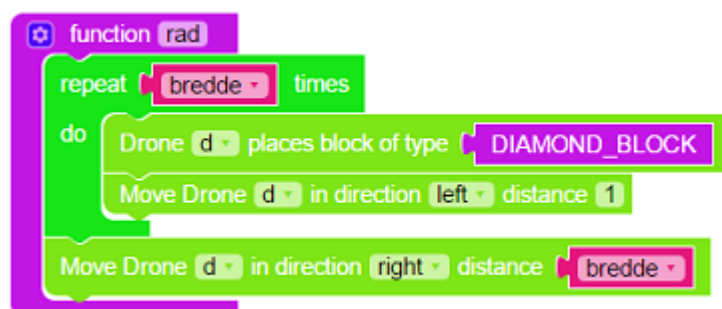 function rad
repeat bredde times
do
Drone d places block of type DIAMOND_BLOCK
Move Drone d in direction left distance 1
Move Drone d in direction right distance bredde